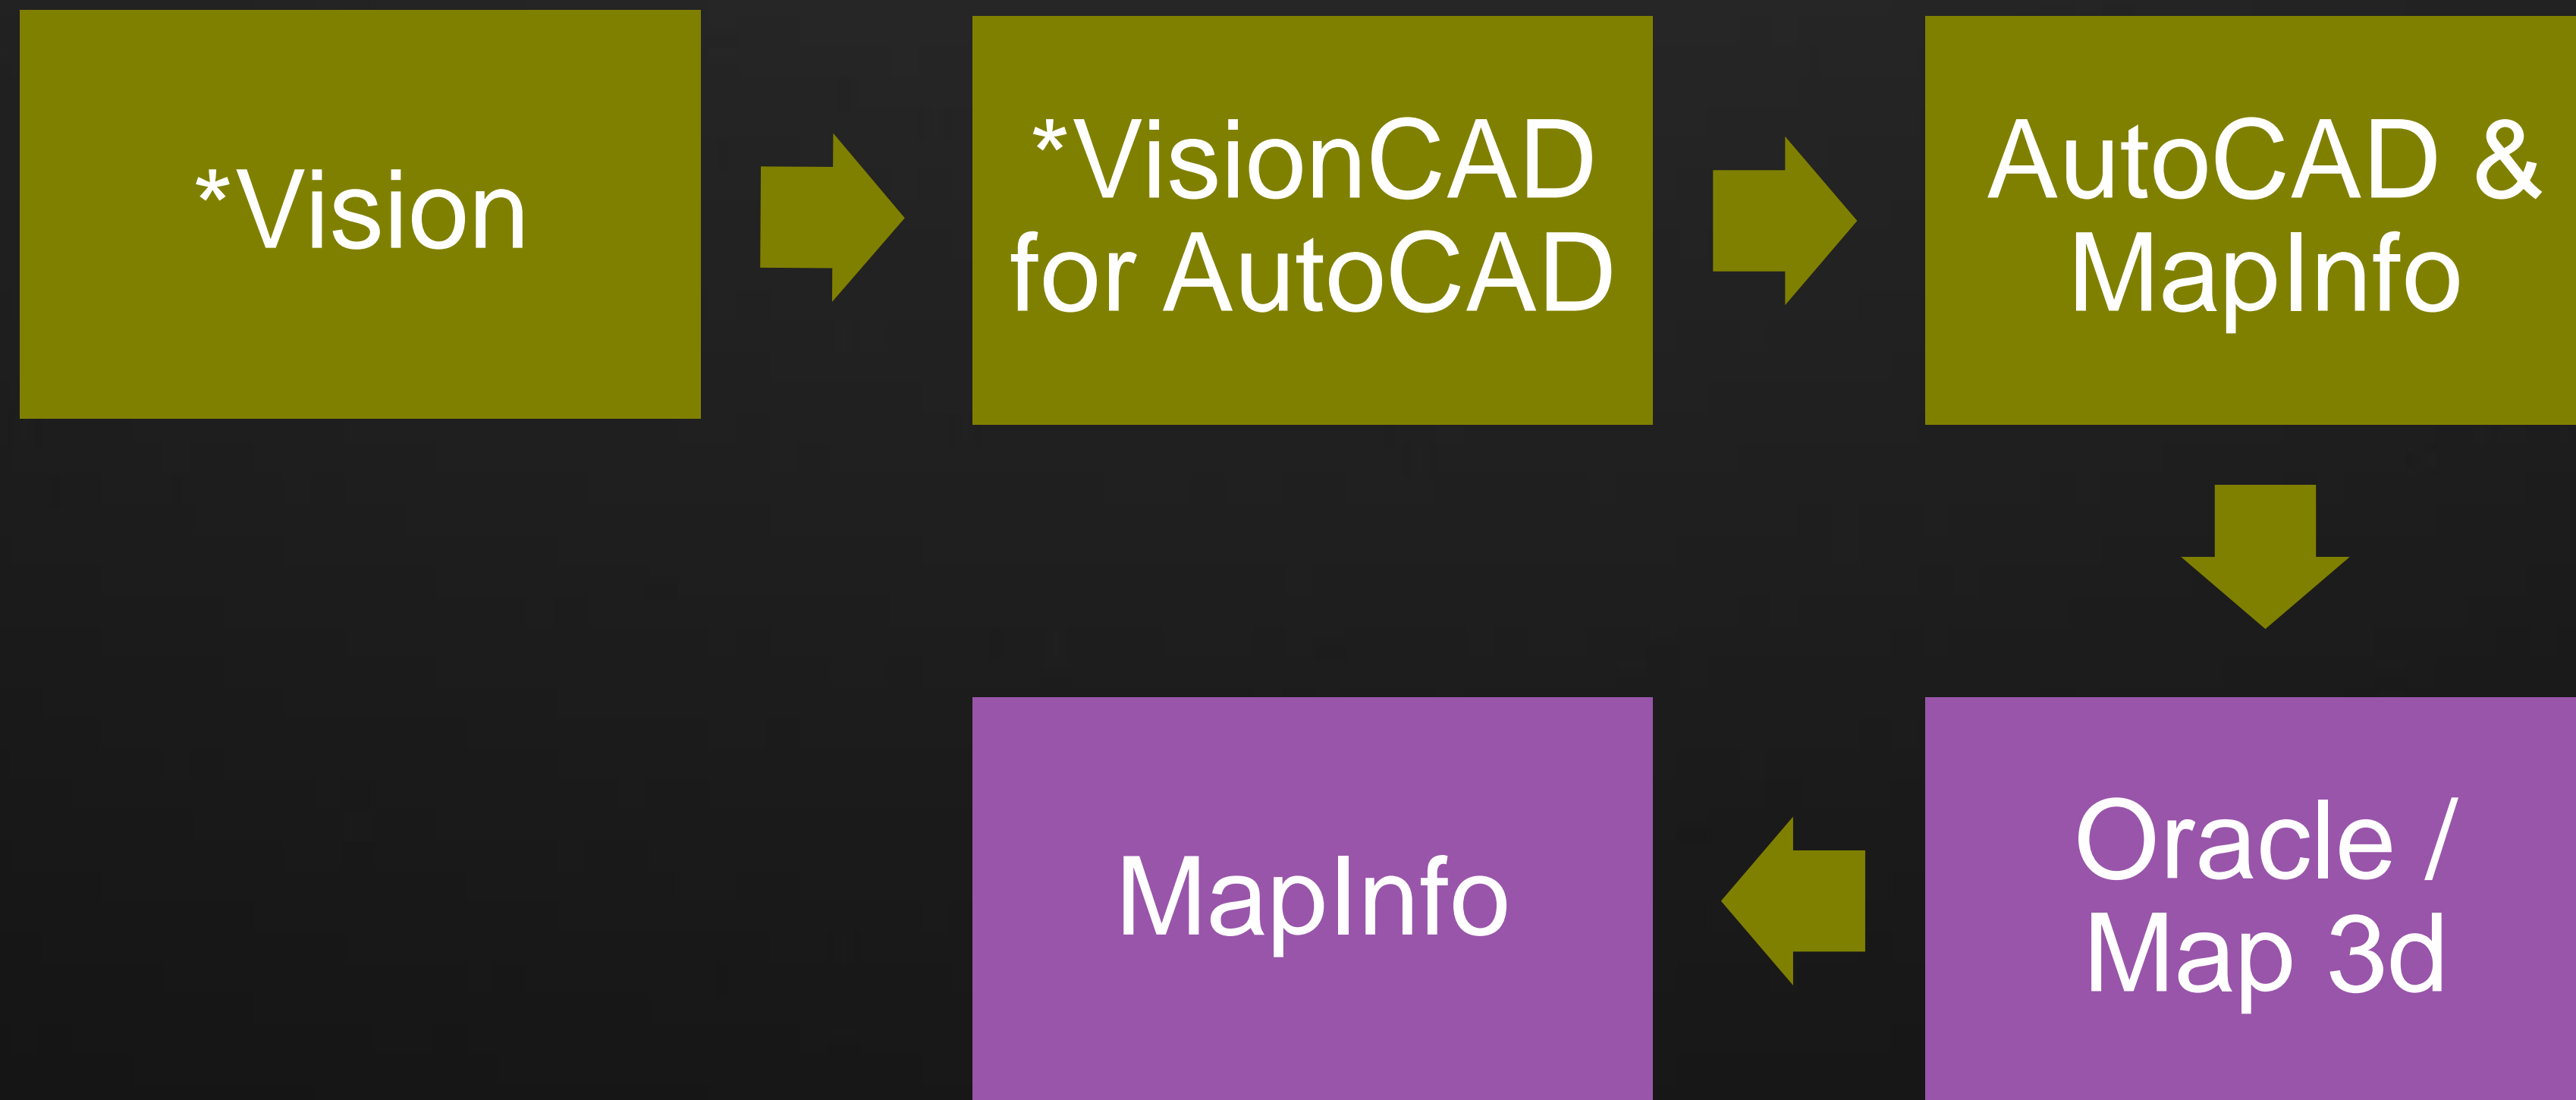 *Vision
*VisionCAD
for AutoCAD
AutoCAD &
MapInfo
MapInfo
Oracle /
Map 3d